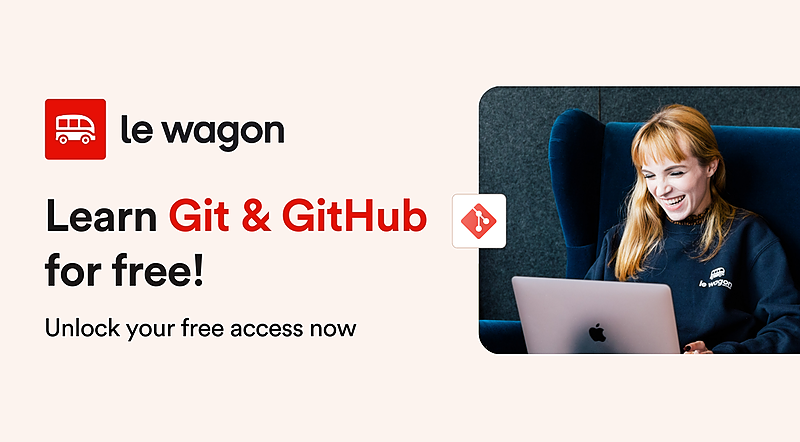 le wagon
Learn Git & GitHub
for free!
Unlock your free access now
le wagon